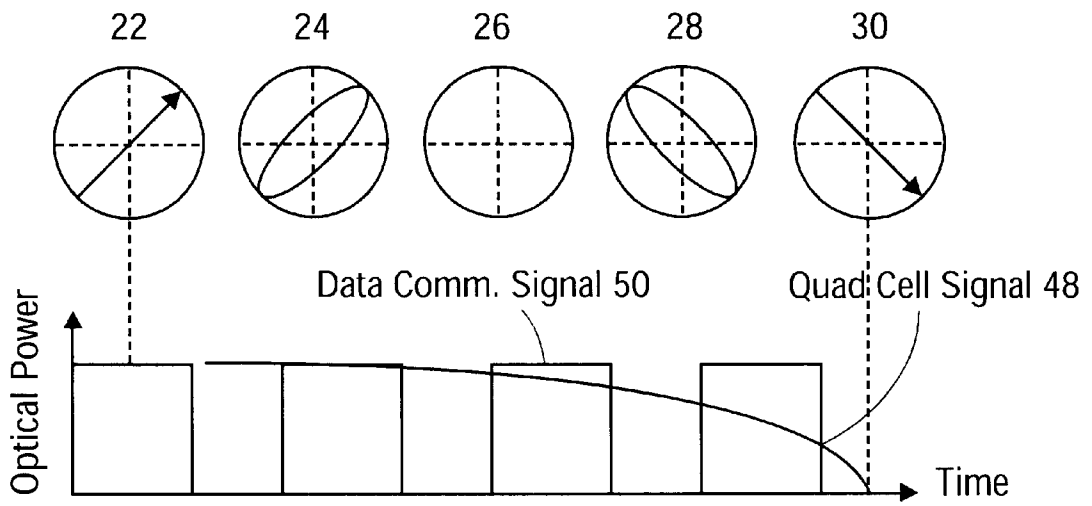 22 24 26 28 30
Data Comm. Signal 50
Quad Cell Signal 48
Optical Power
Time